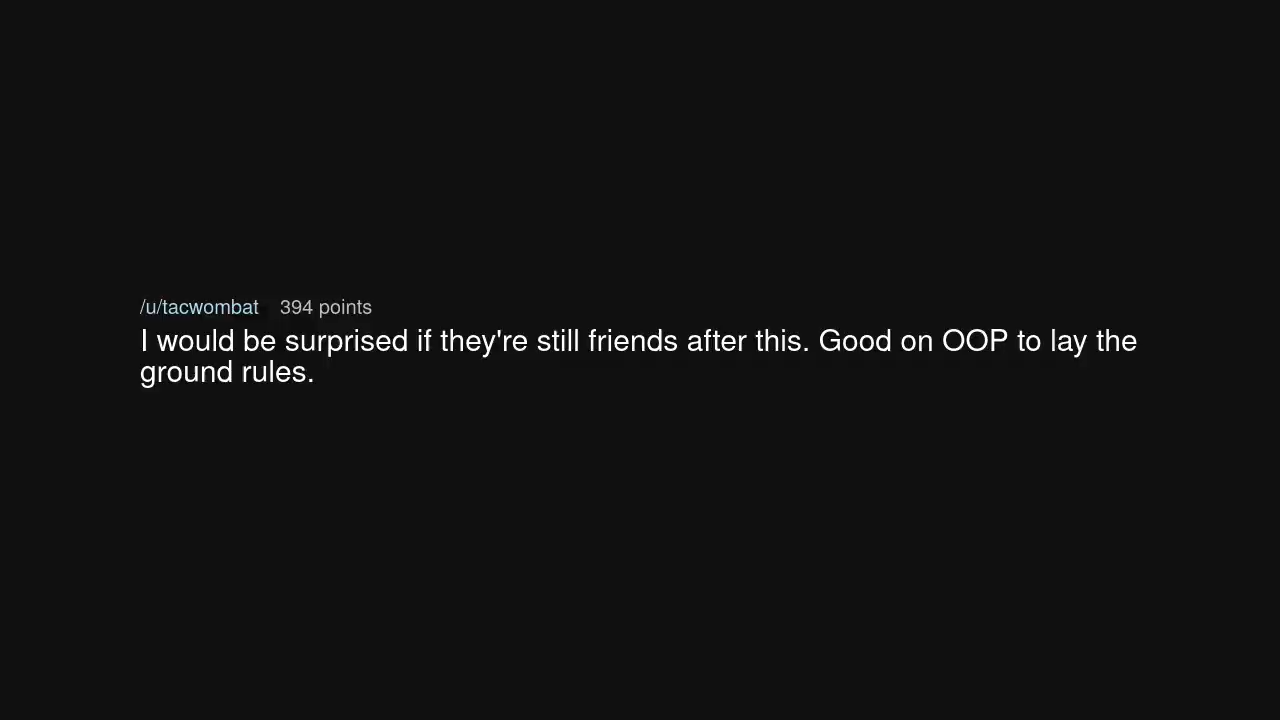 /u/tacwombat 394 points
I would be surprised if they're still friends after this. Good on OOP to lay the
ground rules.